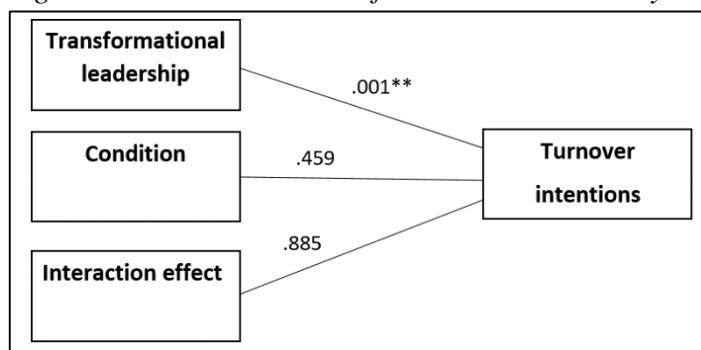 Transformational
leadership
.001**
Condition
.459
Turnover
intentions
.885
Interaction effect